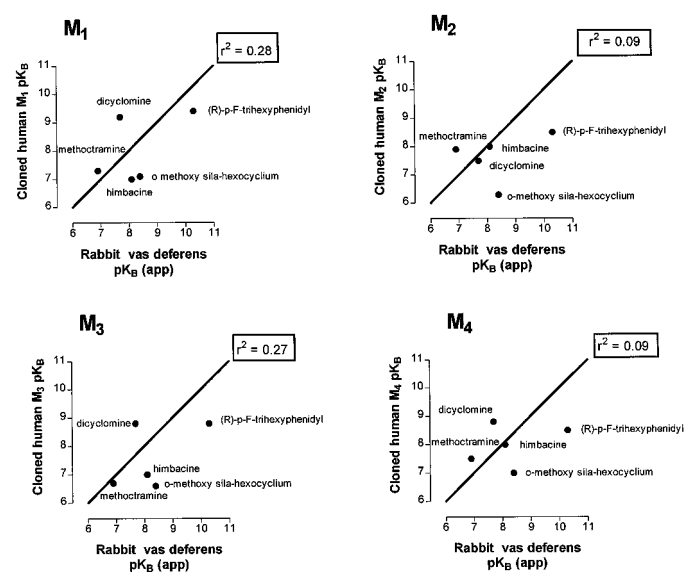 M1
r2 = 0.28
Cloned human M1 pKB
11
10
9
8
7
6
dicyclomine
(R)-p-F-trihexyphenidyl
methoctramine
o methoxy sila-hexocyclium
himbacine
6 7 8 9 10 11
Rabbit vas deferens
pKB (app)
M2
r2 = 0.09
Cloned human M2 pKB
11
10
9
8
7
6
methoctramine
(R)-p-F-trihexyphenidyl
himbacine
dicyclomine
o-methoxy sila-hexocyclium
6 7 8 9 10 11
Rabbit vas deferens
pKB (app)
M3
r2 = 0.27
Cloned human M3 pKB
11
10
9
8
7
6
dicyclomine
(R)-p-F-trihexyphenidyl
himbacine
o-methoxy sila-hexocyclium
methoctramine
6 7 8 9 10 11
Rabbit vas deferens
pKB (app)
M4
r2 = 0.09
Cloned human M4 pKB
11
10
9
8
7
6
dicyclomine
(R)-p-F-trihexyphenidyl
methoctramine
himbacine
o-methoxy sila-hexocyclium
6 7 8 9 10 11
Rabbit vas deferens
pKB (app)